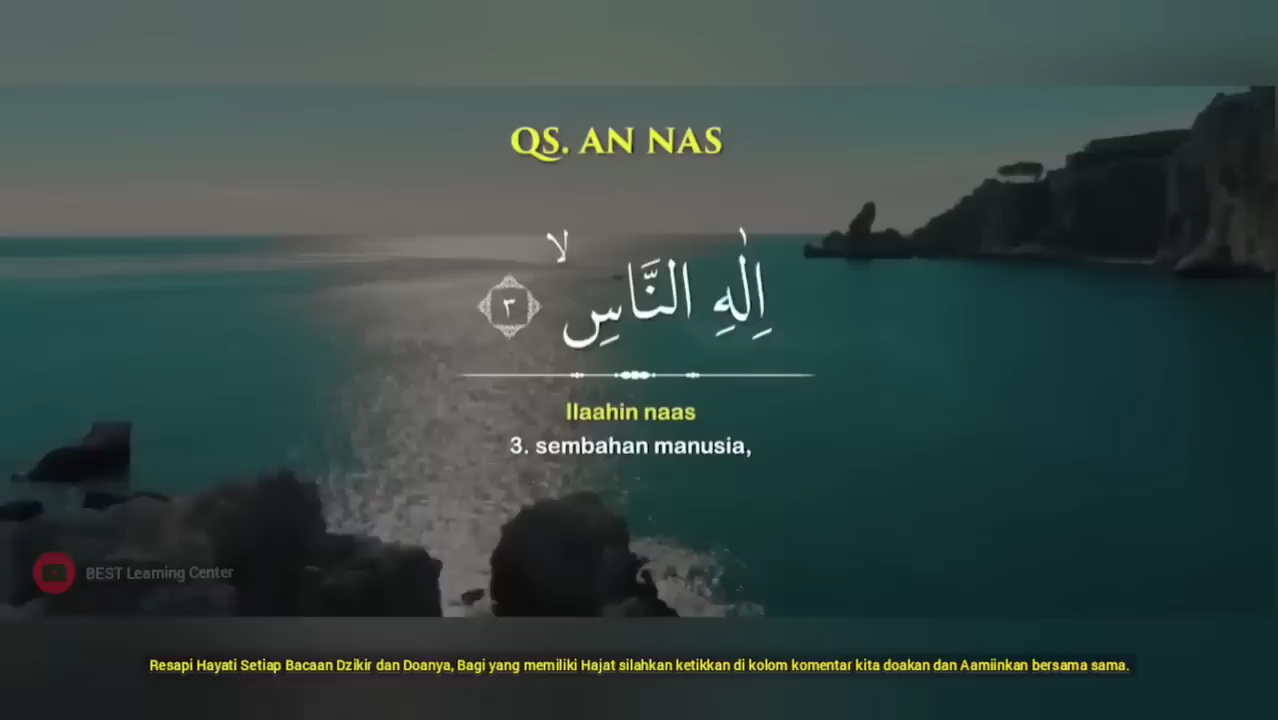 QS. AN NAS
اِلٰهِ النَّاسِۙ ٣
Ilaahin naas
3. sembahan manusia,
BEST Learning Center
Resapi Hayati Setiap Bacaan Dzikir dan Doanya, Bagi yang memiliki Hajat silahkan ketikkan di kolom komentar kita doakan dan Aamiinkan bersama sama.